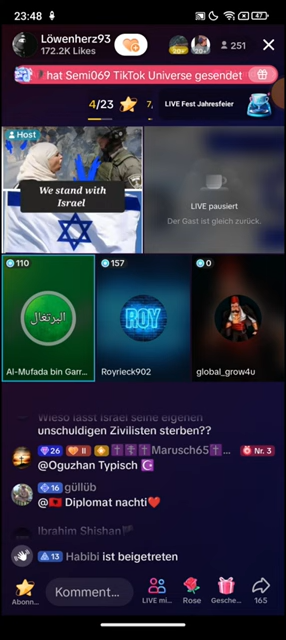 23:48
47
Löwenherz93
172.2K Likes
251
hat Semi069 TikTok Universe gesendet
4/23
7,
LIVE Fest Jahresfeier
Host
We stand with
Israel
LIVE pausiert
Der Gast ist gleich zurück.
110
157
0
البرتغال
ROY
Al-Mufada bin Garr...
Royrieck902
global_grow4u
Wieso lässt Israel seine eigenen
unschuldigen Zivilisten sterben??
26 II ✝️✝️✝️Marusch65✝️... Nr. 3
@Oguzhan Typisch ☪️
16 güllüb
@🇦🇱 Diplomat nachti❤️
Ibrahim Shishan🏴
13 Habibi ist beigetreten
Komment...
Abonn...
LIVE mi...
Rose
Gesche...
165